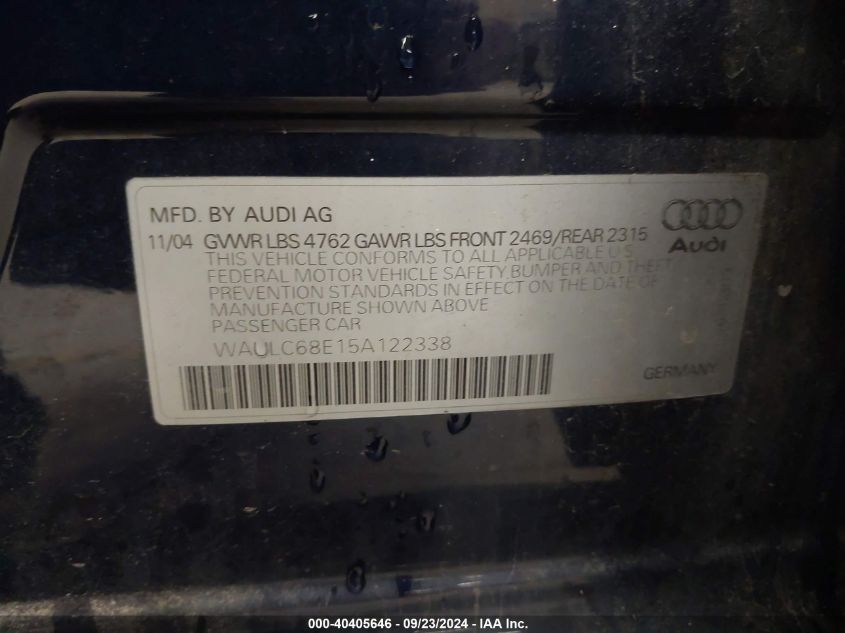 MFD. BY AUDI AG
11/04 GVWR LBS 4762 GAWR LBS FRONT 2469/REAR 2315
THIS VEHICLE CONFORMS TO ALL APPLICABLE U.S.
FEDERAL MOTOR VEHICLE SAFETY BUMPER AND THEFT
PREVENTION STANDARDS IN EFFECT ON THE DATE OF
MANUFACTURE SHOWN ABOVE
PASSENGER CAR
WAULC68E15A122338
Audi
GERMANY
000-40405646 - 09/23/2024 - IAA Inc.